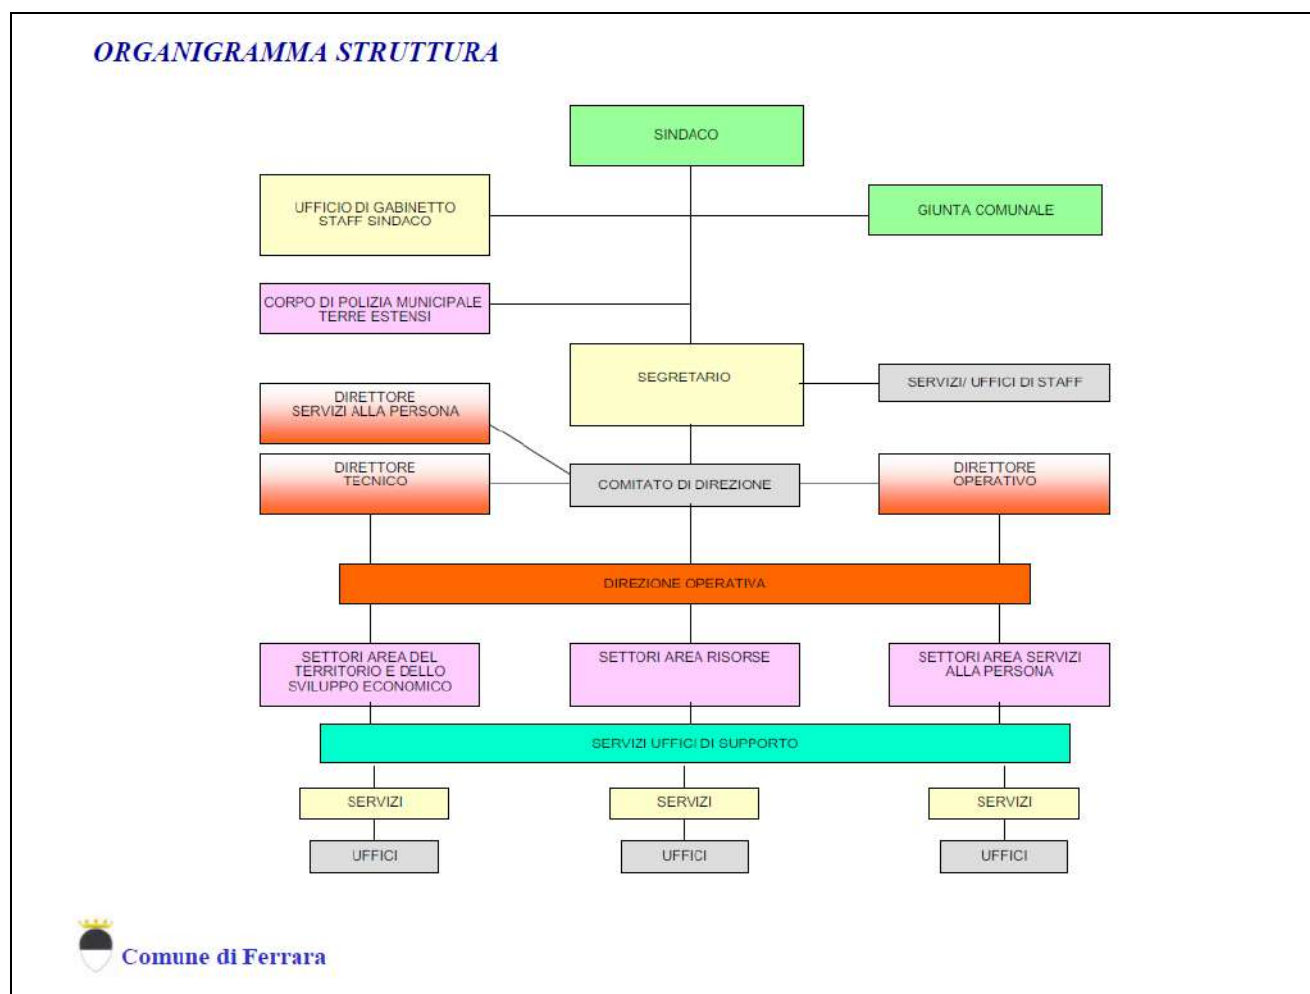 ORGANIGRAMMA STRUTTURA
SINDACO
UFFICIO DI GABINETTO
STAFF SINDACO
GIUNTA COMUNALE
CORPO DI POLIZIA MUNICIPALE
TERRE ESTENSI
SEGRETARIO
SERVIZI/ UFFICI DI STAFF
DIRETTORE
SERVIZI ALLA PERSONA
DIRETTORE
TECNICO
COMITATO DI DIREZIONE
DIRETTORE
OPERATIVO
DIREZIONE OPERATIVA
SETTORI AREA DEL
TERRITORIO E DELLO
SVILUPPO ECONOMICO
SETTORI AREA RISORSE
SETTORI AREA SERVIZI
ALLA PERSONA
SERVIZI UFFICI DI SUPPORTO
SERVIZI
SERVIZI
SERVIZI
UFFICI
UFFICI
UFFICI
Comune di Ferrara